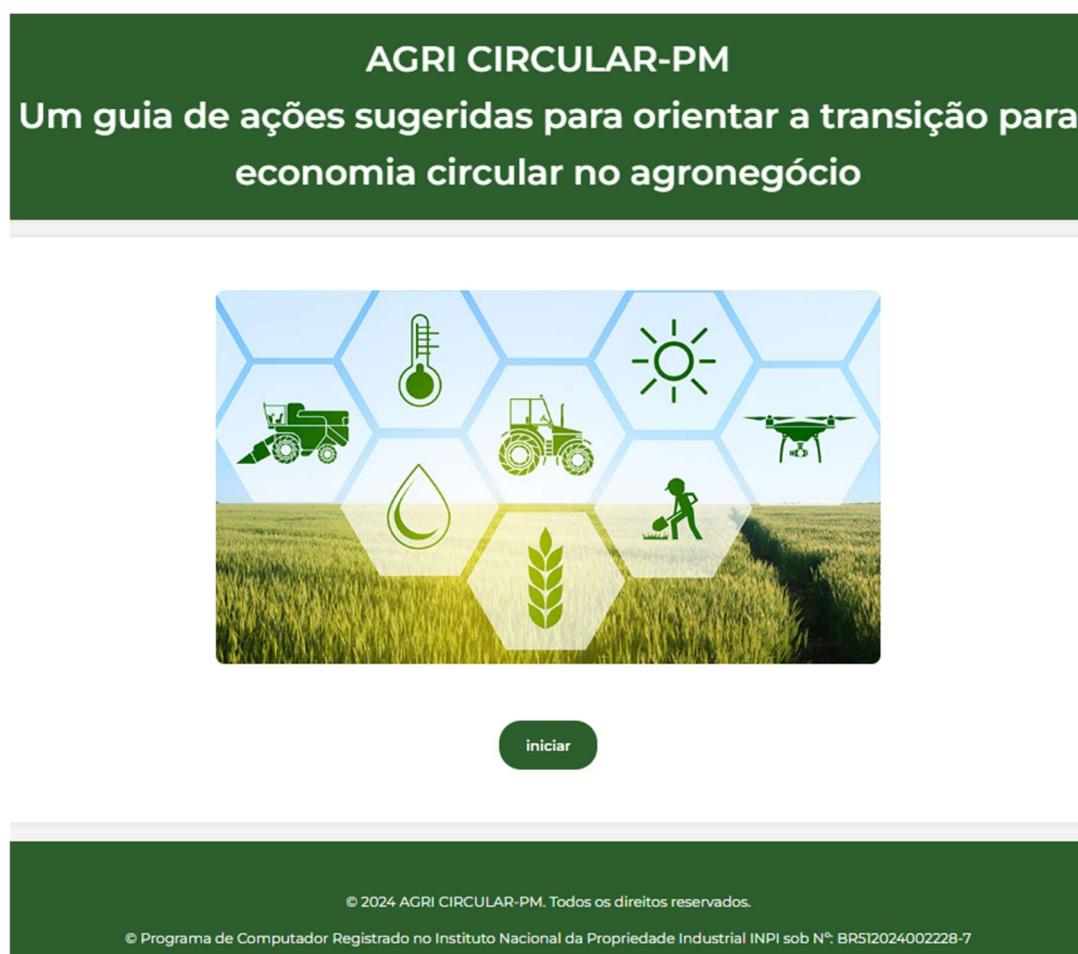 AGRI CIRCULAR-PM
Um guia de ações sugeridas para orientar a transição para
economia circular no agronegócio
iniciar
© 2024 AGRI CIRCULAR-PM. Todos os direitos reservados.
© Programa de Computador Registrado no Instituto Nacional da Propriedade Industrial INPI sob Nº: BR512024002228-7